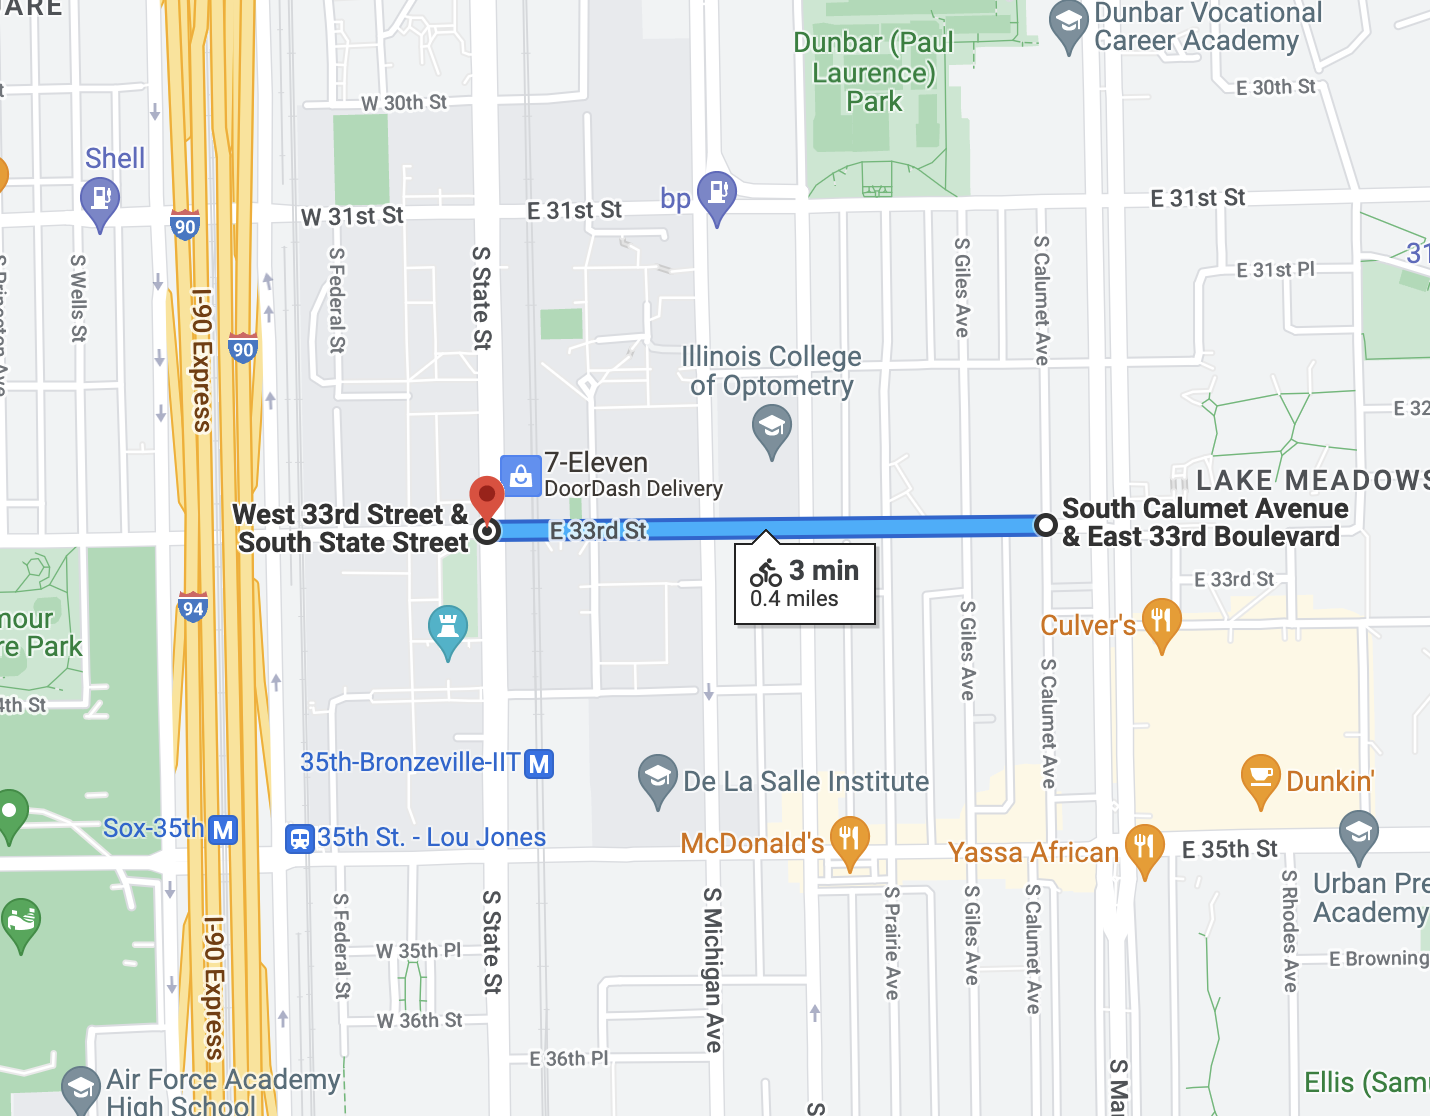 ARE
Dunbar (Paul
Laurence)
Park
Dunbar Vocational
Career Academy
W 30th St
E 30th St
Shell
bp
90
W 31st St
E 31st St
E 31st St
S Wells St
S Federal St
S State St
I-90 Express
90
S Giles Ave
S Calumet Ave
E 31st Pl
31
Illinois College
of Optometry
E 32
7-Eleven
DoorDash Delivery
LAKE MEADOWS
West 33rd Street &
South State Street
E 33rd St
South Calumet Avenue
& East 33rd Boulevard
3 min
0.4 miles
E 33rd St
94
mour
re Park
Culver's
S Giles Ave
S Calumet Ave
4th St
35th-Bronzeville-IIT
M
De La Salle Institute
Dunkin'
Sox-35th
M
35th St. - Lou Jones
McDonald's
Yassa African
E 35th St
Urban Pre
Academy
S Federal St
S State St
S Michigan Ave
S Prairie Ave
S Giles Ave
S Calumet Ave
S Rhodes Ave
I-90 Express
W 35th Pl
E Browning
W 36th St
E 36th Pl
S Mar
S
Air Force Academy
High School
Ellis (Samu